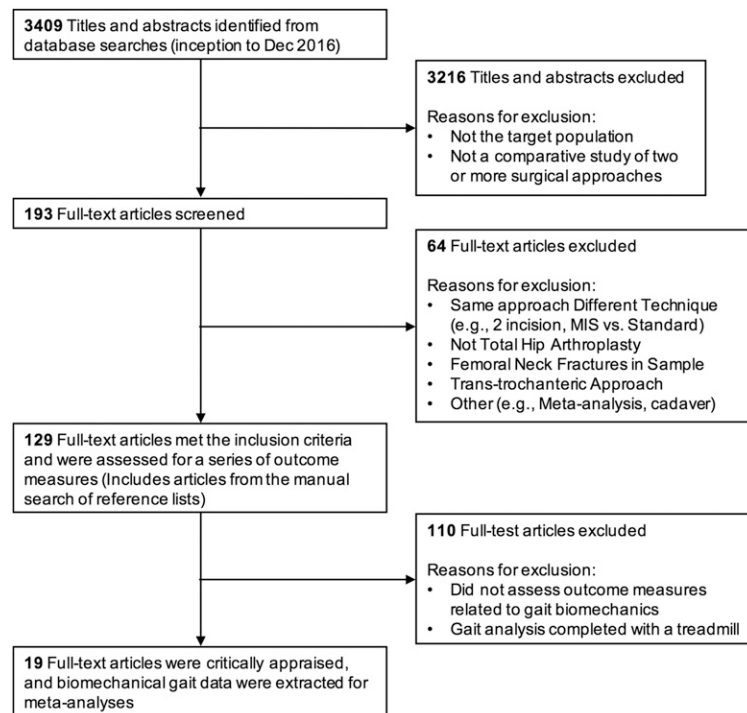 3409 Titles and abstracts identified from
database searches (inception to Dec 2016)
3216 Titles and abstracts excluded
Reasons for exclusion:
• Not the target population
• Not a comparative study of two
or more surgical approaches
193 Full-text articles screened
64 Full-text articles excluded
Reasons for exclusion:
• Same approach Different Technique
(e.g., 2 incision, MIS vs. Standard)
• Not Total Hip Arthroplasty
• Femoral Neck Fractures in Sample
• Trans-trochanteric Approach
• Other (e.g., Meta-analysis, cadaver)
129 Full-text articles met the inclusion criteria
and were assessed for a series of outcome
measures (Includes articles from the manual
search of reference lists)
110 Full-test articles excluded
Reasons for exclusion:
• Did not assess outcome measures
related to gait biomechanics
• Gait analysis completed with a treadmill
19 Full-text articles were critically appraised,
and biomechanical gait data were extracted for
meta-analyses